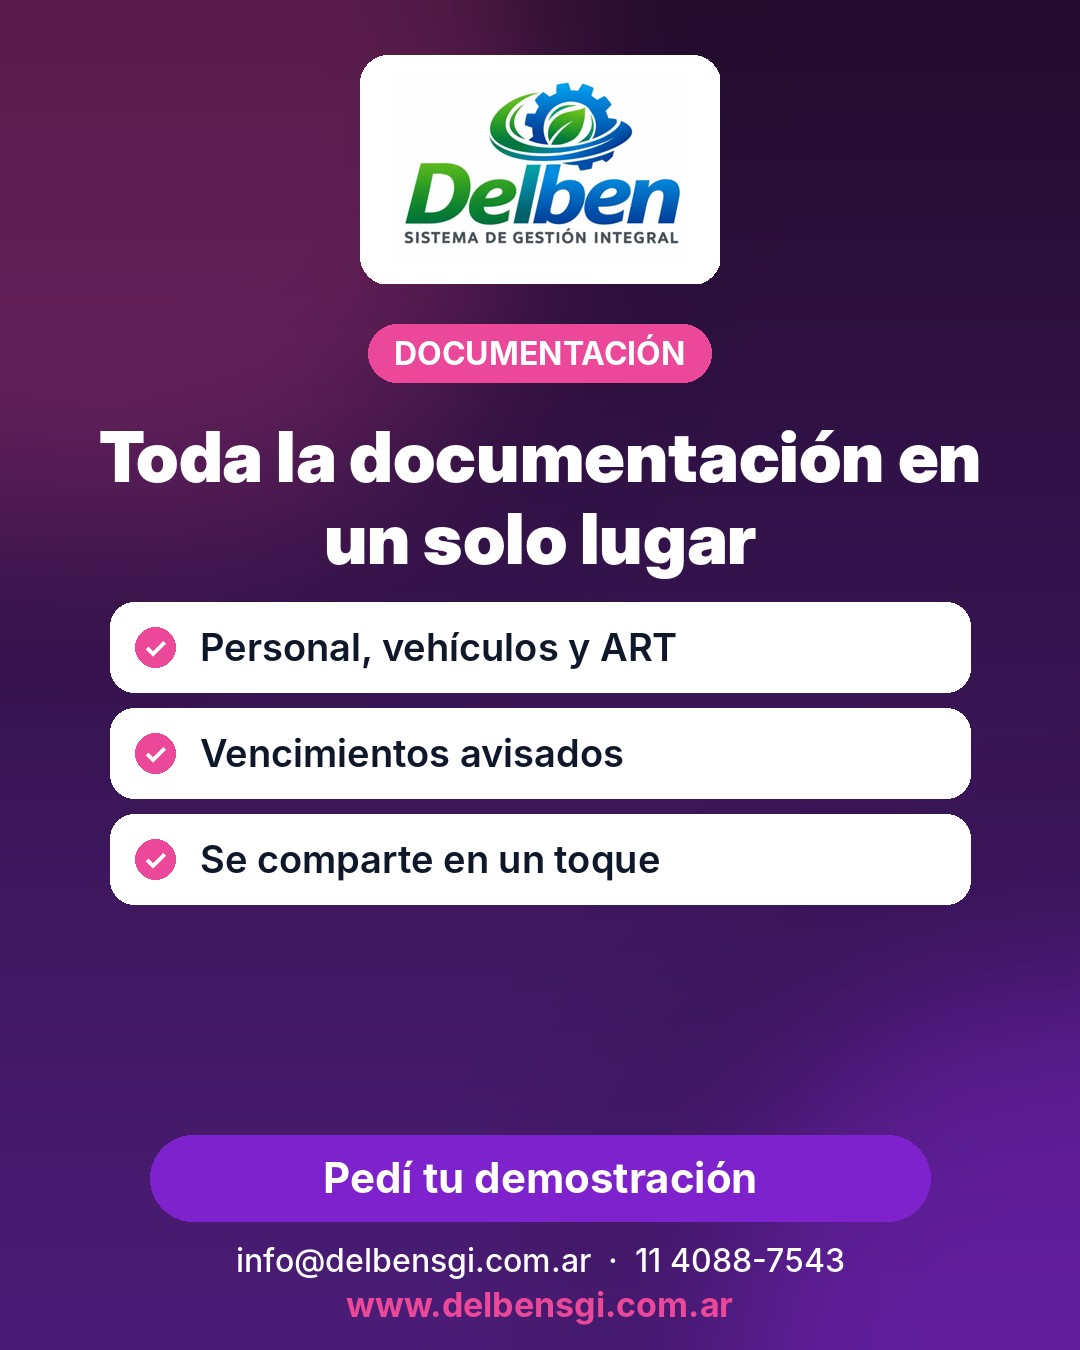 Delben
SISTEMA DE GESTIÓN INTEGRAL
DOCUMENTACIÓN
Toda la documentación en
un solo lugar
Personal, vehículos y ART
Vencimientos avisados
Se comparte en un toque
Pedí tu demostración
info@delbensgi.com.ar · 11 4088-7543
www.delbensgi.com.ar